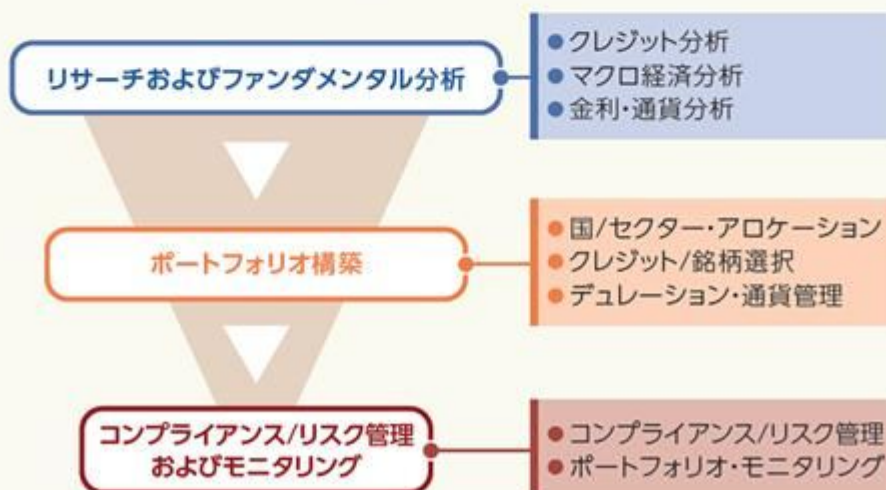 リサーチおよびファンダメンタル分析
●クレジット分析
●マクロ経済分析
●金利・通貨分析
ポートフォリオ構築
●国/セクター・アロケーション
●クレジット/銘柄選択
●デュレーション・通貨管理
コンプライアンス/リスク管理
およびモニタリング
●コンプライアンス/リスク管理
●ポートフォリオ・モニタリング